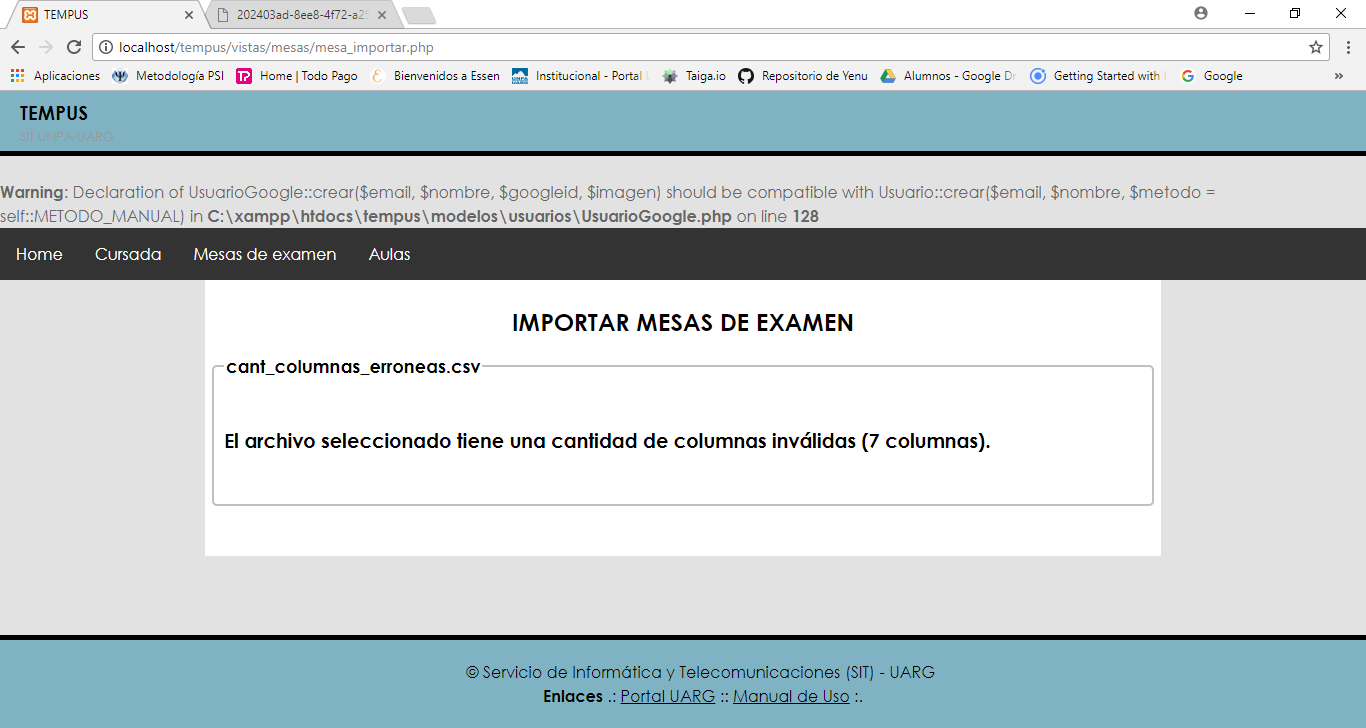 TEMPUS
202403ad-8ee8-4f72-a25
localhost/tempus/vistas/mesas/mesa_importar.php
Aplicaciones Metodología PSI Home | Todo Pago Bienvenidos a Essen Institucional - Portal Taiga.io Repositorio de Yenu Alumnos - Google Dr Getting Started with Google »
TEMPUS
SIT-UNPA-UARG
Warning: Declaration of UsuarioGoogle::crear($email, $nombre, $googleid, $imagen) should be compatible with Usuario::crear($email, $nombre, $metodo =
self::METODO_MANUAL) in C:\xampp\htdocs\tempus\modelos\usuarios\UsuarioGoogle.php on line 128
Home Cursada Mesas de examen Aulas
IMPORTAR MESAS DE EXAMEN
cant_columnas_erroneas.csv
El archivo seleccionado tiene una cantidad de columnas inválidas (7 columnas).
© Servicio de Informática y Telecomunicaciones (SIT) - UARG
Enlaces .: Portal UARG :: Manual de Uso :.